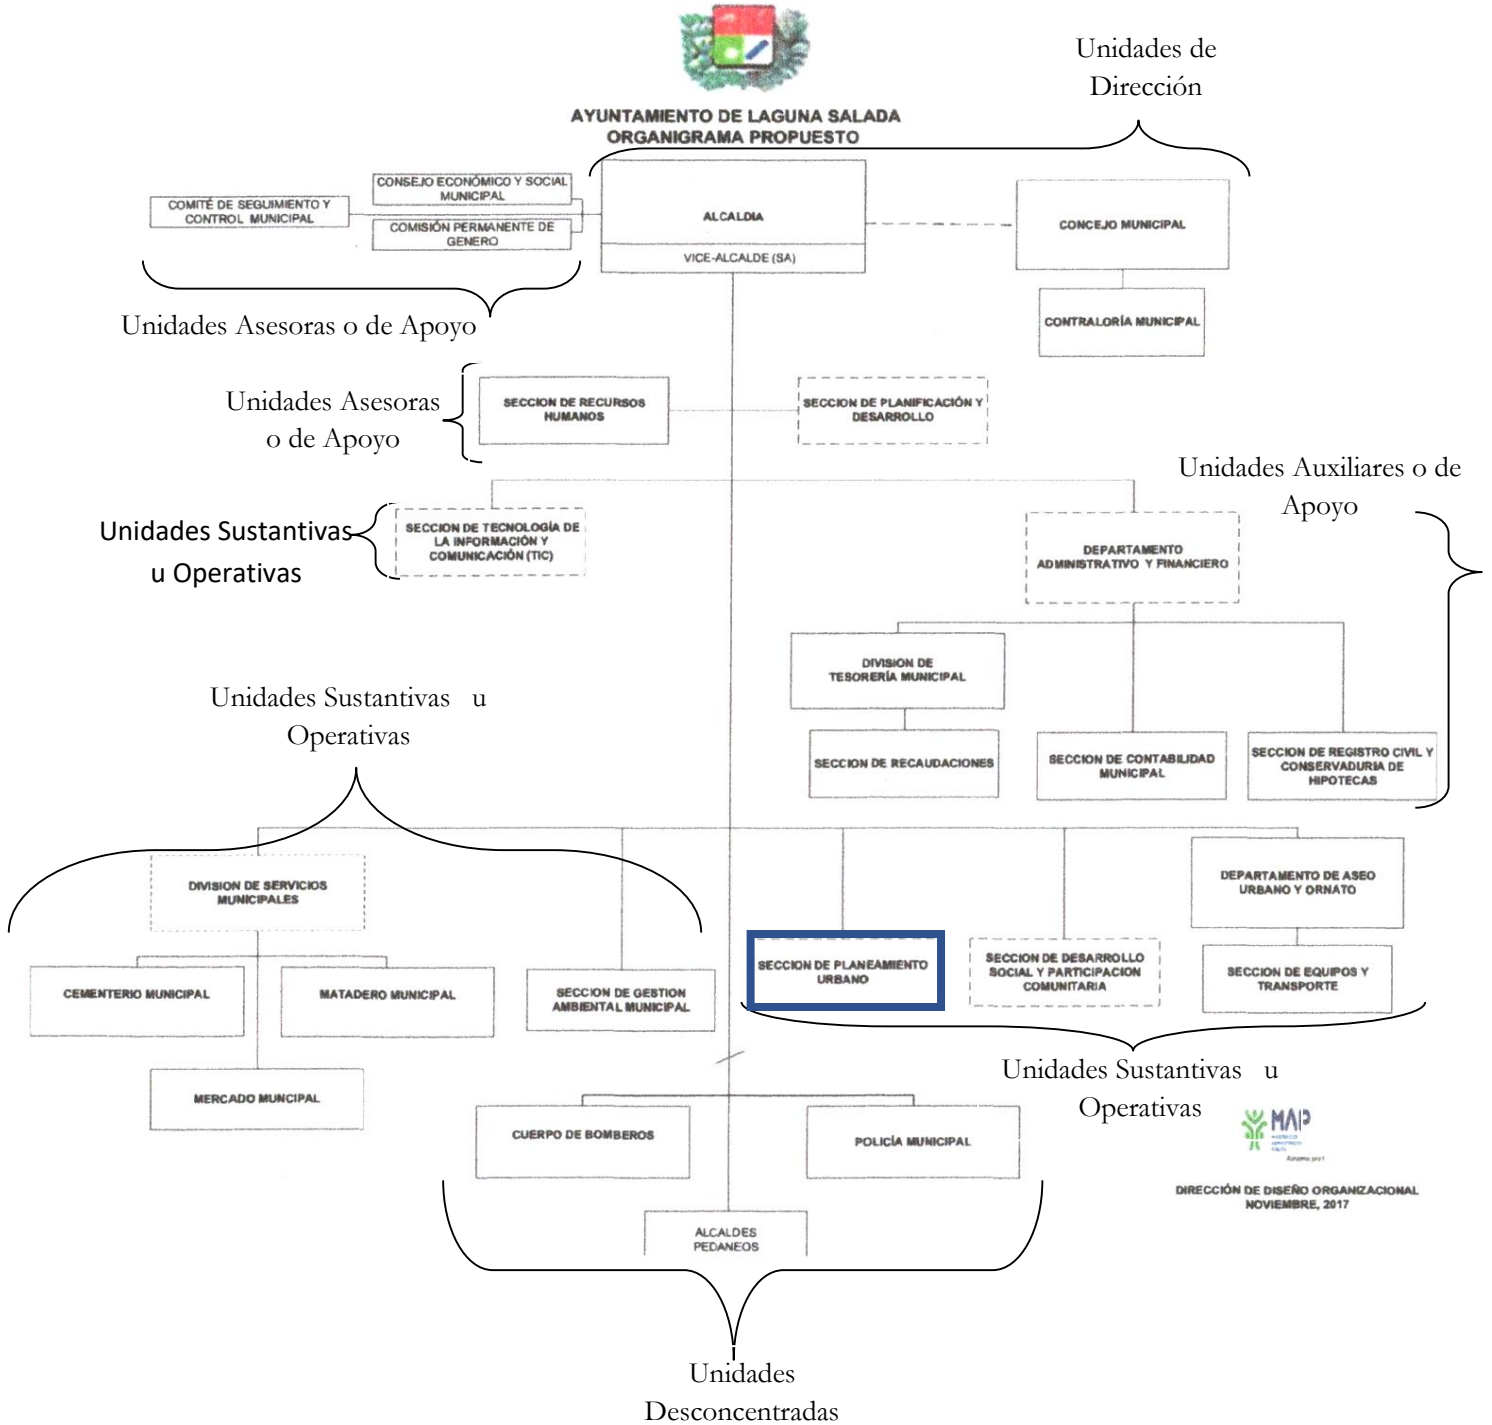 Unidades de
Dirección
AYUNTAMIENTO DE LAGUNA SALADA
ORGANIGRAMA PROPUESTO
CONSEJO ECONÓMICO Y SOCIAL
MUNICIPAL
COMITÉ DE SEGUIMIENTO Y
CONTROL MUNICIPAL
COMISIÓN PERMANENTE DE
GENERO
ALCALDIA
VICE-ALCALDE (SA)
CONCEJO MUNICIPAL
CONTRALORÍA MUNICIPAL
Unidades Asesoras o de Apoyo
Unidades Asesoras
o de Apoyo
SECCION DE RECURSOS
HUMANOS
SECCION DE PLANIFICACIÓN Y
DESARROLLO
Unidades Auxiliares o de
Apoyo
Unidades Sustantivas
u Operativas
SECCION DE TECNOLOGÍA DE
LA INFORMACIÓN Y
COMUNICACIÓN (TIC)
DEPARTAMENTO
ADMINISTRATIVO Y FINANCIERO
DIVISION DE
TESORERÍA MUNICIPAL
SECCION DE RECAUDACIONES
SECCION DE CONTABILIDAD
MUNICIPAL
SECCION DE REGISTRO CIVIL Y
CONSERVADURIA DE
HIPOTECAS
Unidades Sustantivas u
Operativas
DIVISION DE SERVICIOS
MUNICIPALES
DEPARTAMENTO DE ASEO
URBANO Y ORNATO
CEMENTERIO MUNICIPAL
MATADERO MUNICIPAL
SECCION DE GESTION
AMBIENTAL MUNICIPAL
SECCION DE PLANEAMIENTO
URBANO
SECCION DE DESARROLLO
SOCIAL Y PARTICIPACION
COMUNITARIA
SECCION DE EQUIPOS Y
TRANSPORTE
MERCADO MUNCIPAL
Unidades Sustantivas u
Operativas
CUERPO DE BOMBEROS
POLICÍA MUNICIPAL
MAP
DIRECCIÓN DE DISEÑO ORGANIZACIONAL
NOVIEMBRE, 2017
ALCALDES
PEDANEOS
Unidades
Desconcentradas